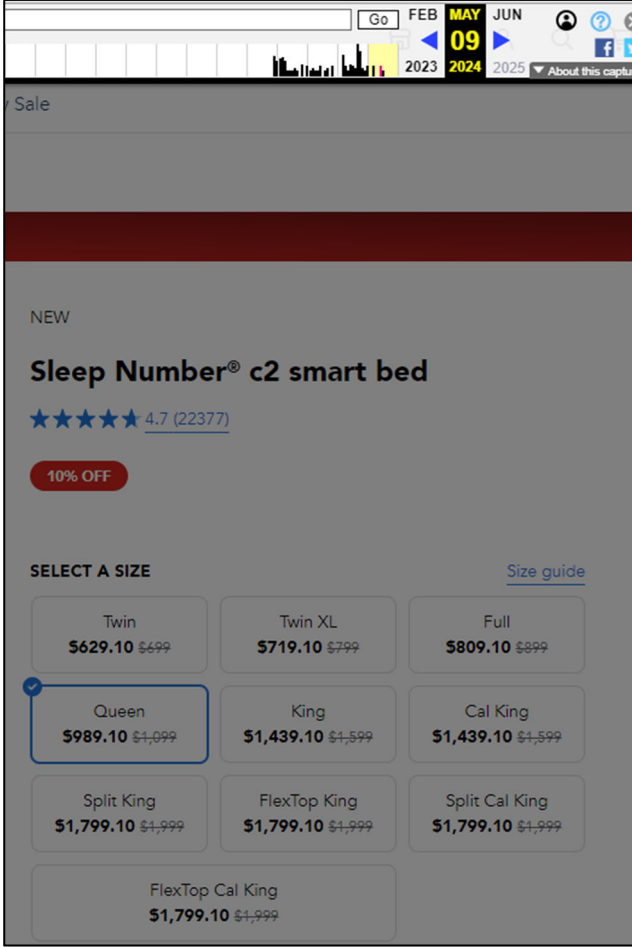 Go
FEB MAY JUN
09
2023 2024 2025
About this captu
y Sale
NEW
Sleep Number® c2 smart bed
4.7 (22377)
10% OFF
SELECT A SIZE Size guide
Twin Twin XL Full
$629.10 $699 $719.10 $799 $809.10 $899
Queen King Cal King
$989.10 $1,099 $1,439.10 $1,599 $1,439.10 $1,599
Split King FlexTop King Split Cal King
$1,799.10 $1,999 $1,799.10 $1,999 $1,799.10 $1,999
FlexTop Cal King
$1,799.10 $1,999